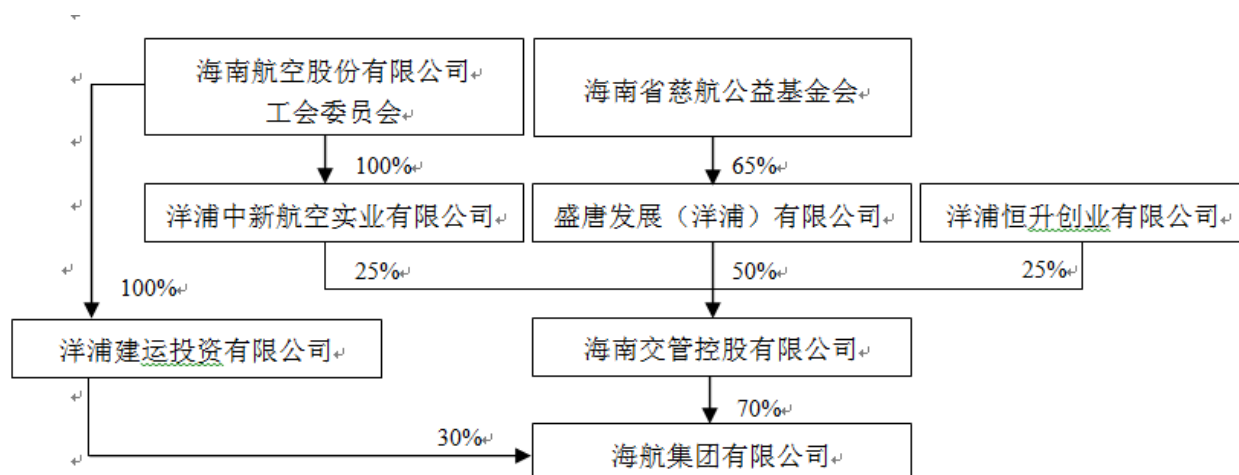 海南航空股份有限公司
工会委员会
海南省慈航公益基金会
100%
65%
洋浦中新航空实业有限公司
盛唐发展（洋浦）有限公司
洋浦恒升创业有限公司
25%
50%
25%
100%
洋浦建运投资有限公司
海南交管控股有限公司
70%
30%
海航集团有限公司